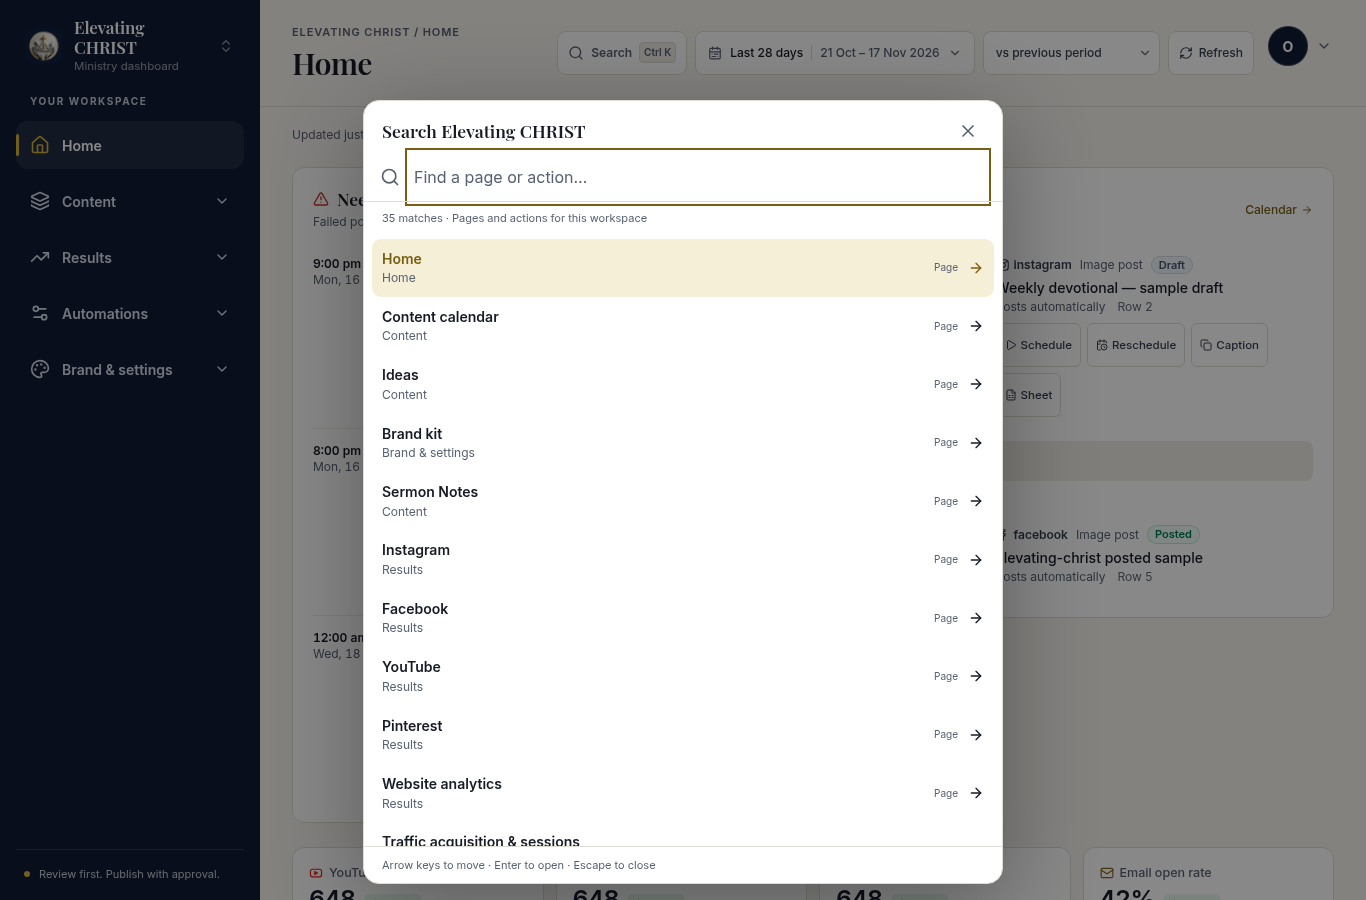 Elevating
CHRIST
Ministry dashboard
YOUR WORKSPACE
Home
Content
Results
Automations
Brand & settings
Review first. Publish with approval.
ELEVATING CHRIST / HOME
Home
Search Ctrl K
Last 28 days 21 Oct – 17 Nov 2026
vs previous period
Refresh
O
Updated just
Failed
Calendar →
9:00 pm
Mon, 16
instagram Image post Draft
Weekly devotional — sample draft
posts automatically Row 2
Schedule Reschedule Caption
Sheet
8:00 pm
Mon, 16
facebook Image post Posted
elevating-christ posted sample
posts automatically Row 5
12:00 am
Wed, 18
648
648
648
Email open rate
42%
Search Elevating CHRIST
Find a page or action...
35 matches · Pages and actions for this workspace
Home
Home
Page
Content calendar
Content
Page
Ideas
Content
Page
Brand kit
Brand & settings
Page
Sermon Notes
Content
Page
Instagram
Results
Page
Facebook
Results
Page
YouTube
Results
Page
Pinterest
Results
Page
Website analytics
Results
Page
Traffic acquisition & sessions
Arrow keys to move · Enter to open · Escape to close